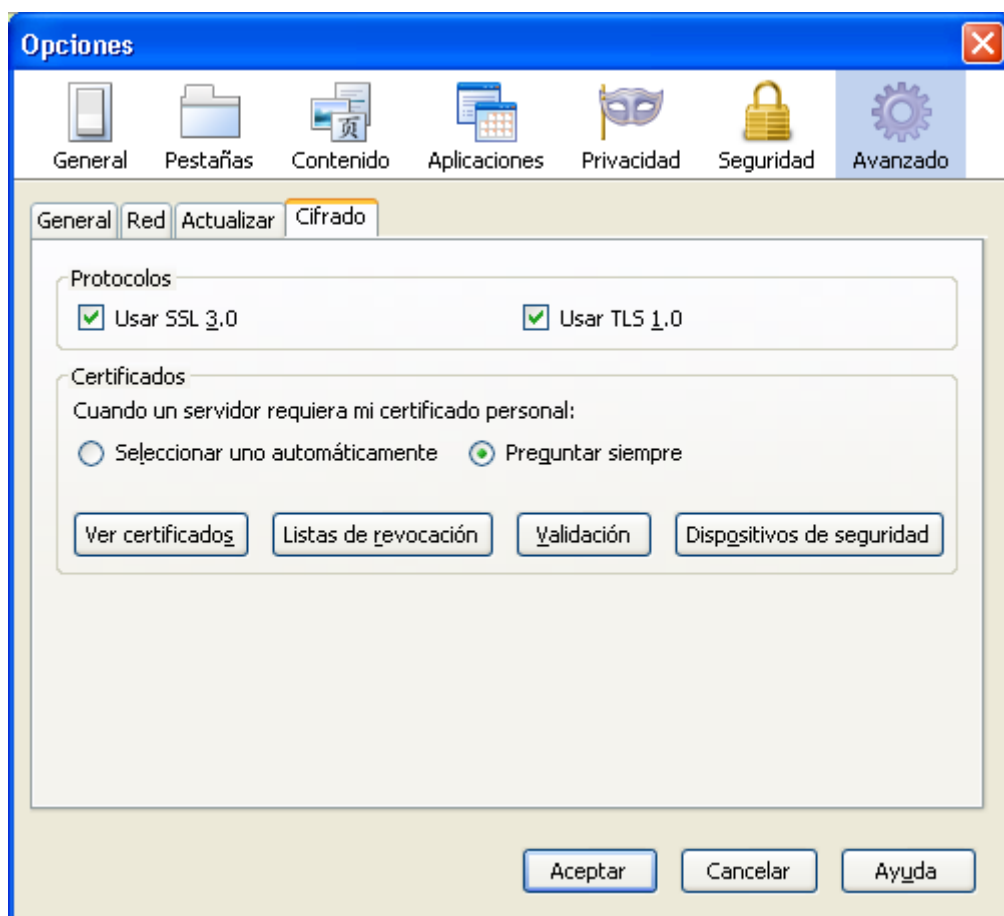 Opciones
页
General Pestañas Contenido Aplicaciones Privacidad Seguridad Avanzado
General Red Actualizar Cifrado
Protocolos
Usar SSL 3.0 Usar TLS 1.0
Certificados
Cuando un servidor requiera mi certificado personal:
Seleccionar uno automáticamente Preguntar siempre
Ver certificados Listas de revocación Validación Dispositivos de seguridad
Aceptar Cancelar Ayuda